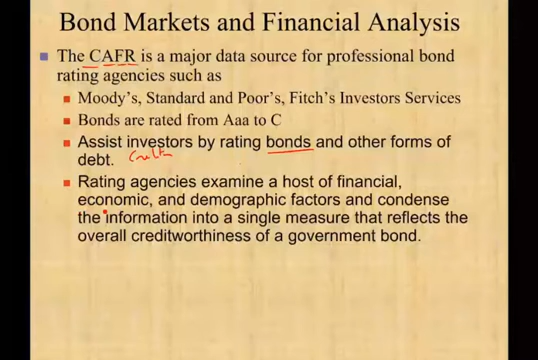 Bond Markets and Financial Analysis
The CAFR is a major data source for professional bond
rating agencies such as
Moody's, Standard and Poor's, Fitch's Investors Services
Bonds are rated from Aaa to C
Assist investors by rating bonds and other forms of
debt.
Rating agencies examine a host of financial,
economic, and demographic factors and condense
the information into a single measure that reflects the
overall creditworthiness of a government bond.